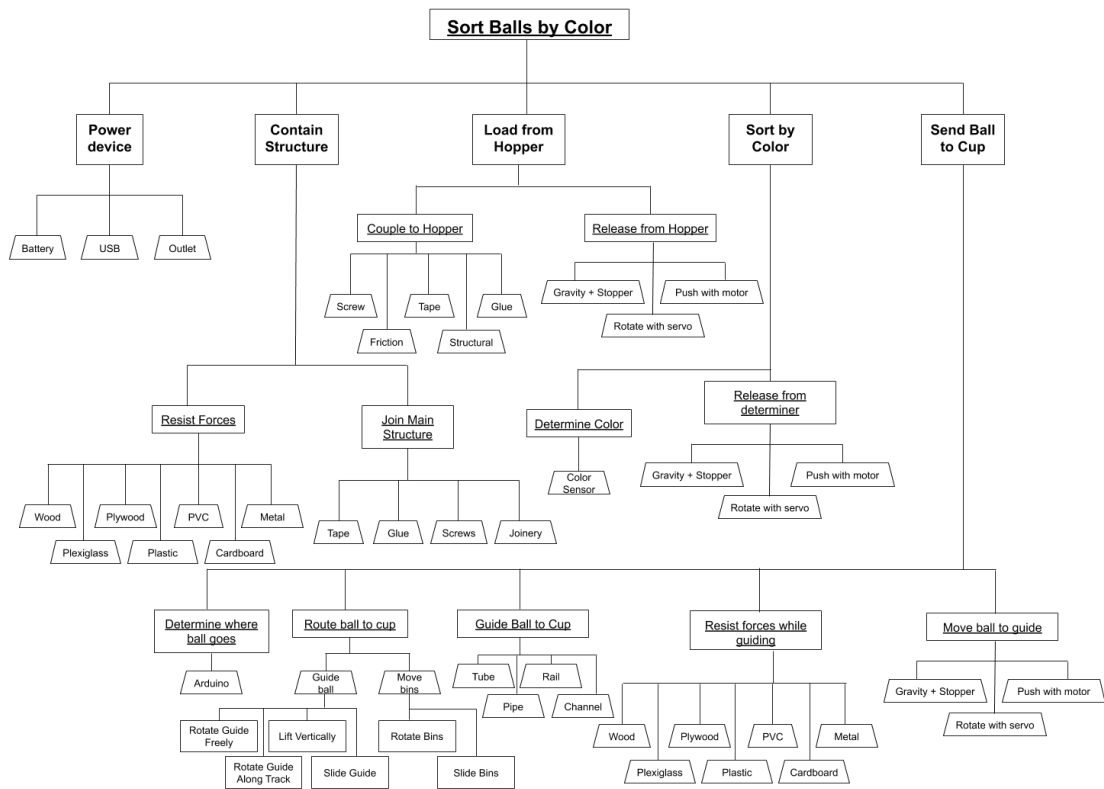 Sort Balls by Color
Power
device
Contain
Structure
Load from
Hopper
Sort by
Color
Send Ball
to Cup
Battery
USB
Outlet
Couple to Hopper
Release from Hopper
Screw
Tape
Glue
Friction
Structural
Gravity + Stopper
Push with motor
Rotate with servo
Resist Forces
Join Main
Structure
Determine Color
Release from
determiner
Wood
Plywood
PVC
Metal
Plexiglass
Plastic
Cardboard
Tape
Glue
Screws
Joinery
Color
Sensor
Gravity + Stopper
Push with motor
Rotate with servo
Determine where
ball goes
Route ball to cup
Guide Ball to Cup
Resist forces while
guiding
Move ball to guide
Arduino
Guide
ball
Move
bins
Rotate Guide
Freely
Lift Vertically
Rotate Guide
Along Track
Slide Guide
Rotate Bins
Slide Bins
Tube
Rail
Pipe
Channel
Wood
Plywood
PVC
Metal
Plexiglass
Plastic
Cardboard
Gravity + Stopper
Push with motor
Rotate with servo